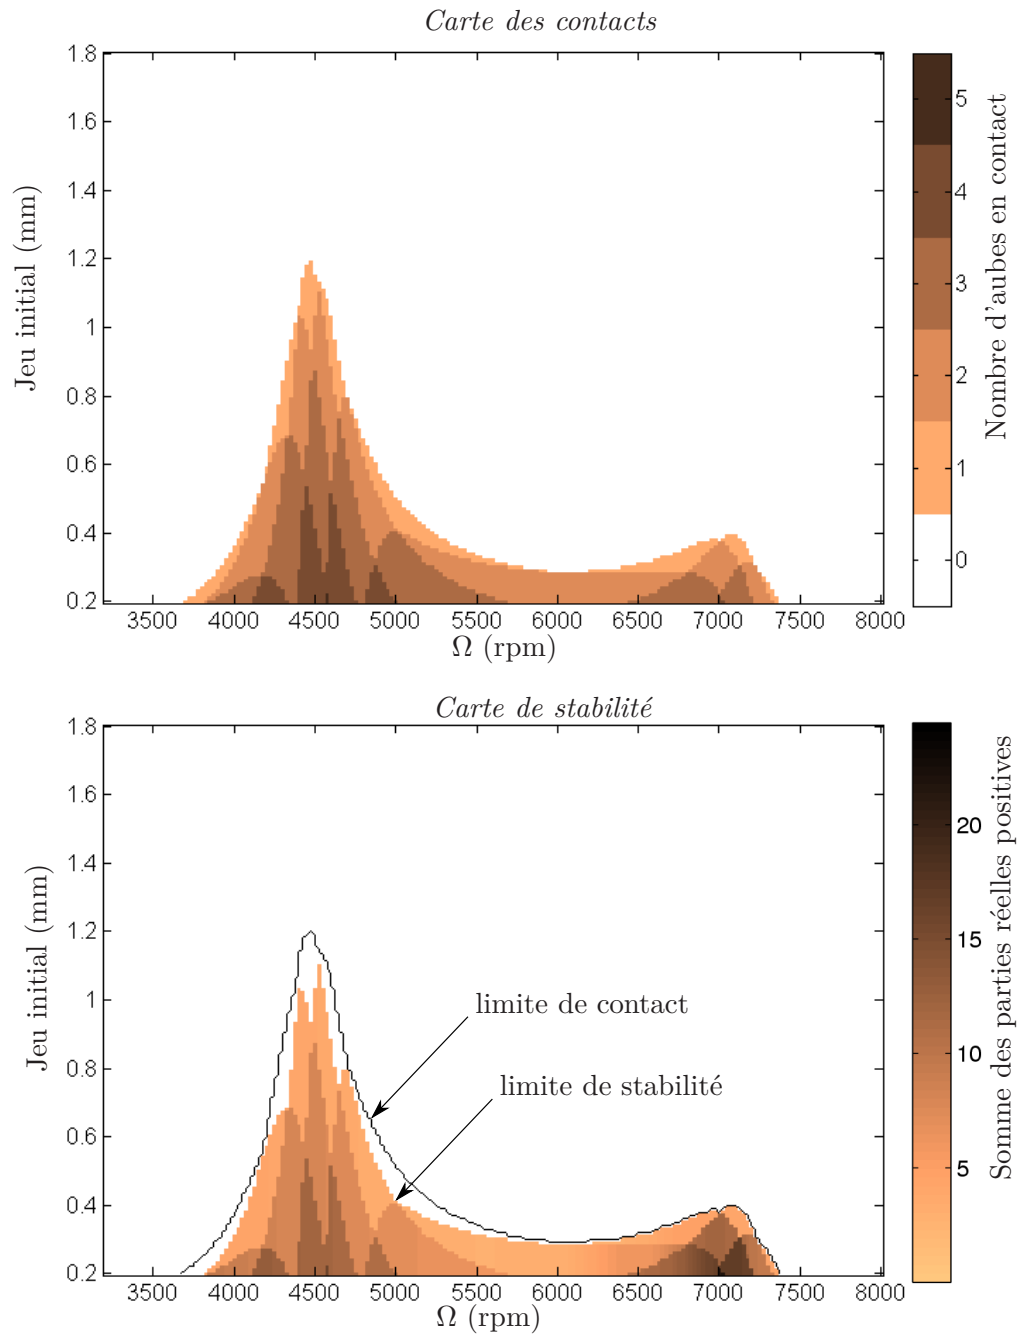 Carte des contacts
1.8
1.6
1.4
1.2
1
0.8
0.6
0.4
0.2
Jeu initial (mm)
3500 4000 4500 5000 5500 6000 6500 7000 7500 8000
Ω (rpm)
5
4
3
2
1
0
Nombre d'aubes en contact
Carte de stabilité
1.8
1.6
1.4
1.2
1
0.8
0.6
0.4
0.2
Jeu initial (mm)
limite de contact
limite de stabilité
3500 4000 4500 5000 5500 6000 6500 7000 7500 8000
Ω (rpm)
20
15
10
5
Somme des parties réelles positives